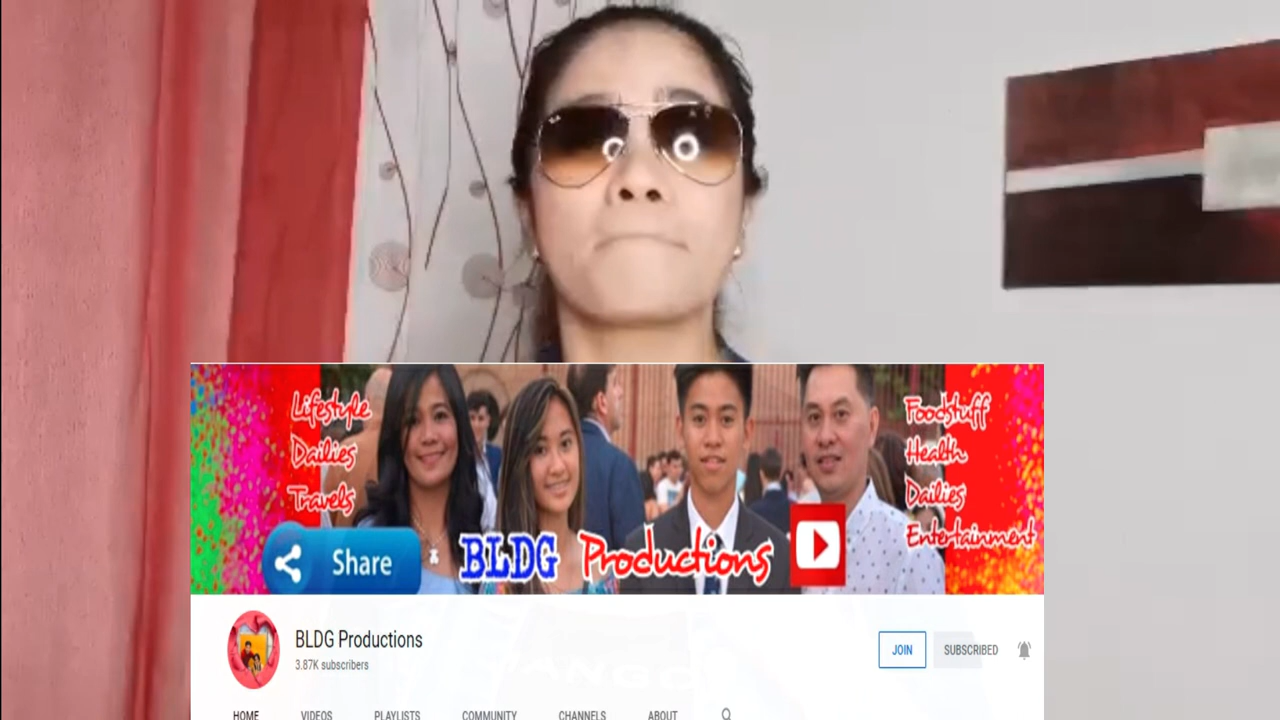 Lifestyle
Dailies
Travels
Foodstuff
Health
Dailies
Entertainment
Share
BLDG Productions
BLDG Productions
3.87K subscribers
JOIN
SUBSCRIBED
HOME
VIDEOS
PLAYLISTS
COMMUNITY
CHANNELS
ABOUT